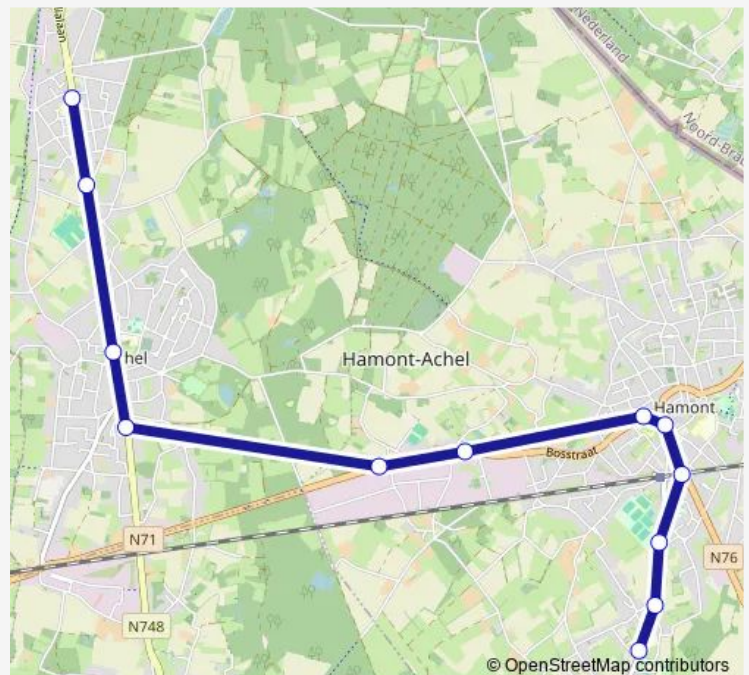 Nederland
Noord-Bra
hel
Hamont-Achel
Hamont
Bosstraat
N71
N76
N748
© OpenStreetMap contributors